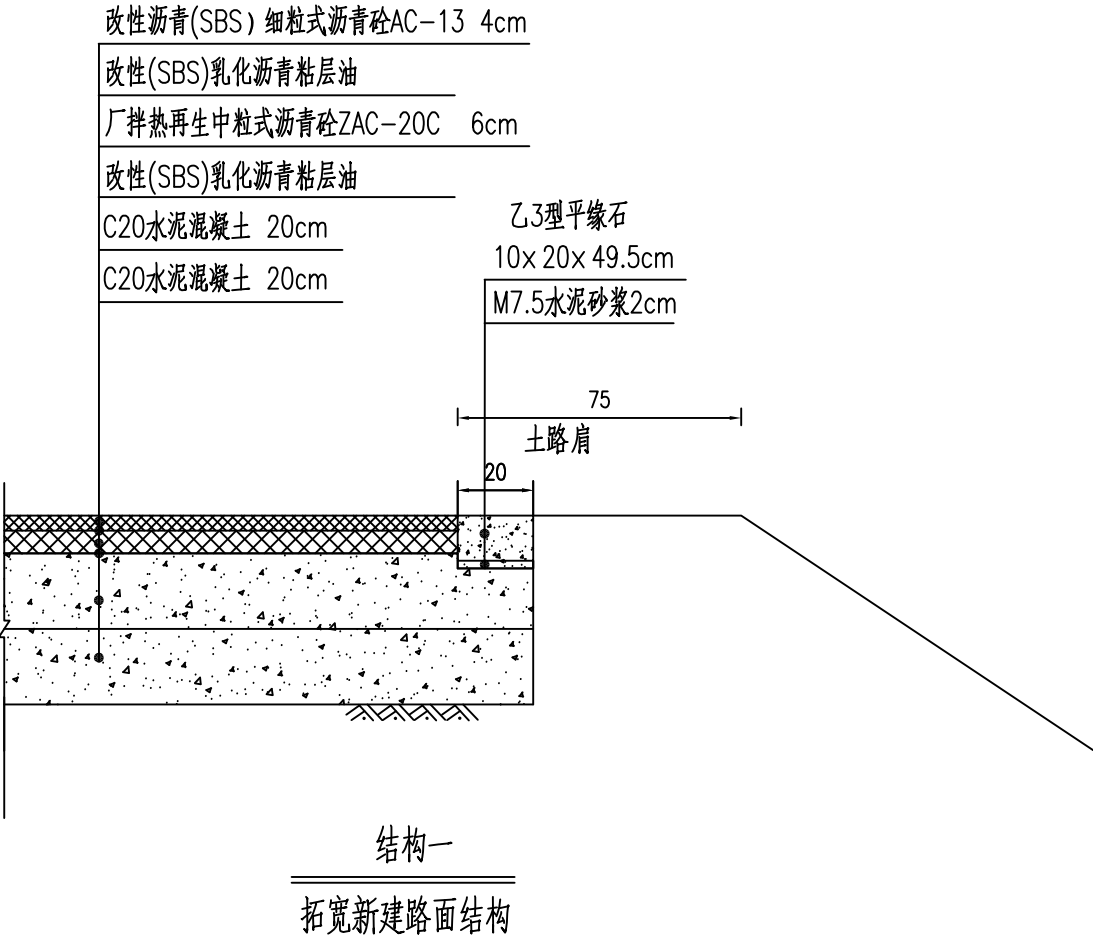 改性沥青(SBS）细粒式沥青砼AC-13 4cm
改性(SBS)乳化沥青粘层油
厂拌热再生中粒式沥青砼ZAC-20C 6cm
改性(SBS)乳化沥青粘层油
C20水泥混凝土 20cm
C20水泥混凝土 20cm
乙3型平缘石
10x20x49.5cm
M7.5水泥砂浆2cm
75
土路肩
20
结构一
拓宽新建路面结构